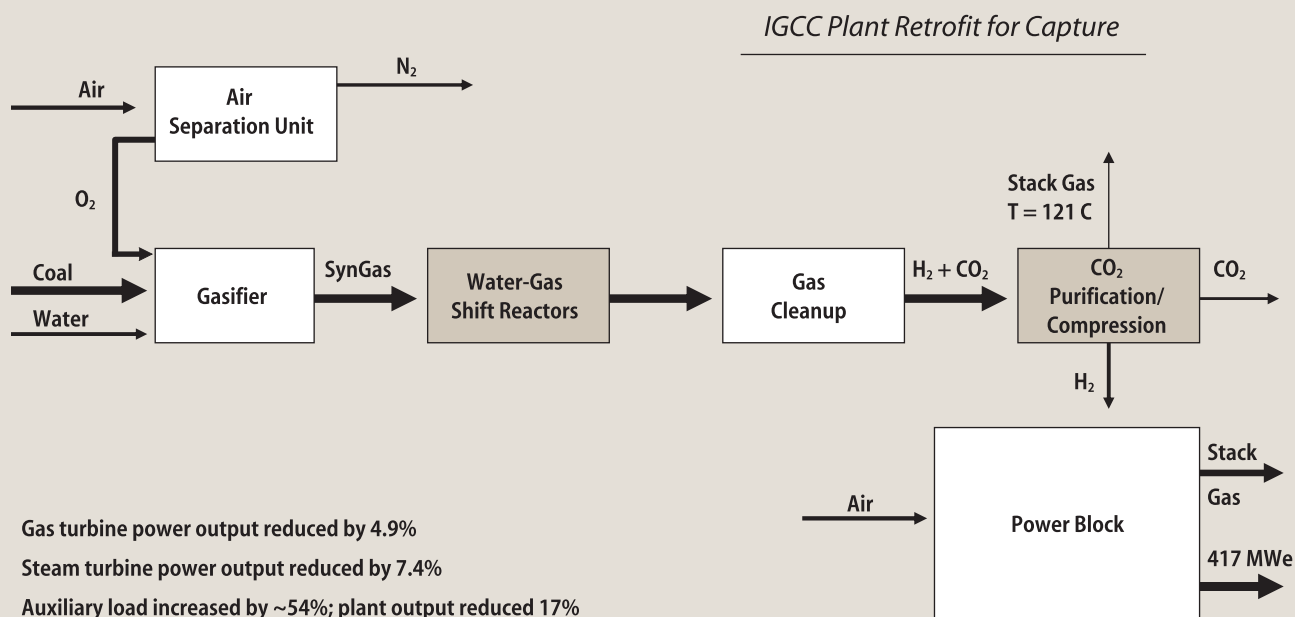 IGCC Plant Retrofit for Capture
Air
Air
Separation Unit
N₂
O₂
Stack Gas
T = 121 C
Coal
Water
Gasifier
SynGas
Water-Gas
Shift Reactors
Gas
Cleanup
H₂ + CO₂
CO₂
Purification/
Compression
CO₂
H₂
Air
Power Block
Stack
Gas
417 MWe
Gas turbine power output reduced by 4.9%
Steam turbine power output reduced by 7.4%
Auxiliary load increased by ~54%; plant output reduced 17%